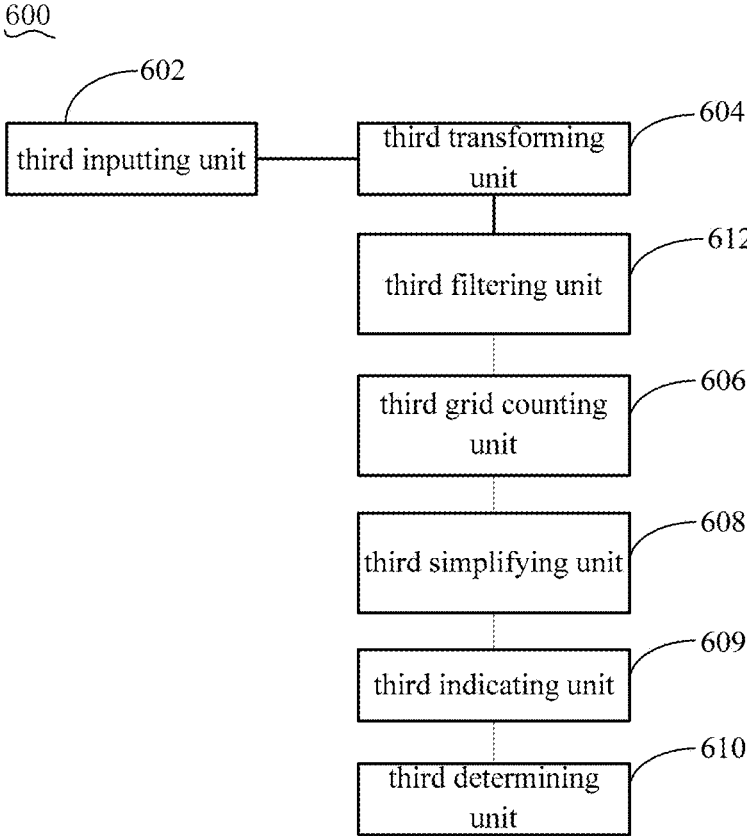 600
602
third inputting unit
604
third transforming
unit
612
third filtering unit
606
third grid counting
unit
608
third simplifying unit
609
third indicating unit
610
third determining
unit